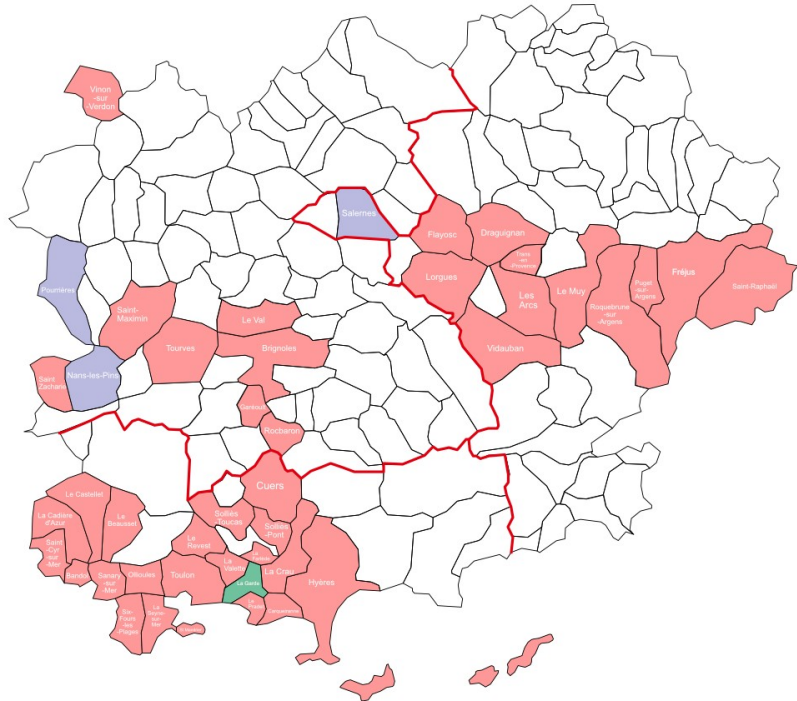 Vinon
-sur
-Verdon
Salernes
Flayosc
Draguignan
Trans
-en
-Provence
Pourrières
Lorgues
Les
Arcs
Le Muy
Roquebrune
-sur
-Argens
Puget
-sur-
Argens
Fréjus
Saint-Raphaël
Saint-
Maximin
Le Val
Tourves
Brignoles
Vidauban
Saint
Zacharie
Nans-les-Pins
Garéoult
Rocbaron
Cuers
Le Castellet
La Cadière
d'Azur
Le
Beausset
Solliès
-Toucas
Solliès
-Pont
Saint
-Cyr
-sur
-Mer
Le
Revest
La
Valette
La Farlède
La Crau
Hyères
Bandol
Sanary
-sur
-Mer
Ollioules
Toulon
La Garde
Le
Pradet
Carqueiranne
Six-
Fours
les
-Plages
La
Seyne
-sur-
Mer